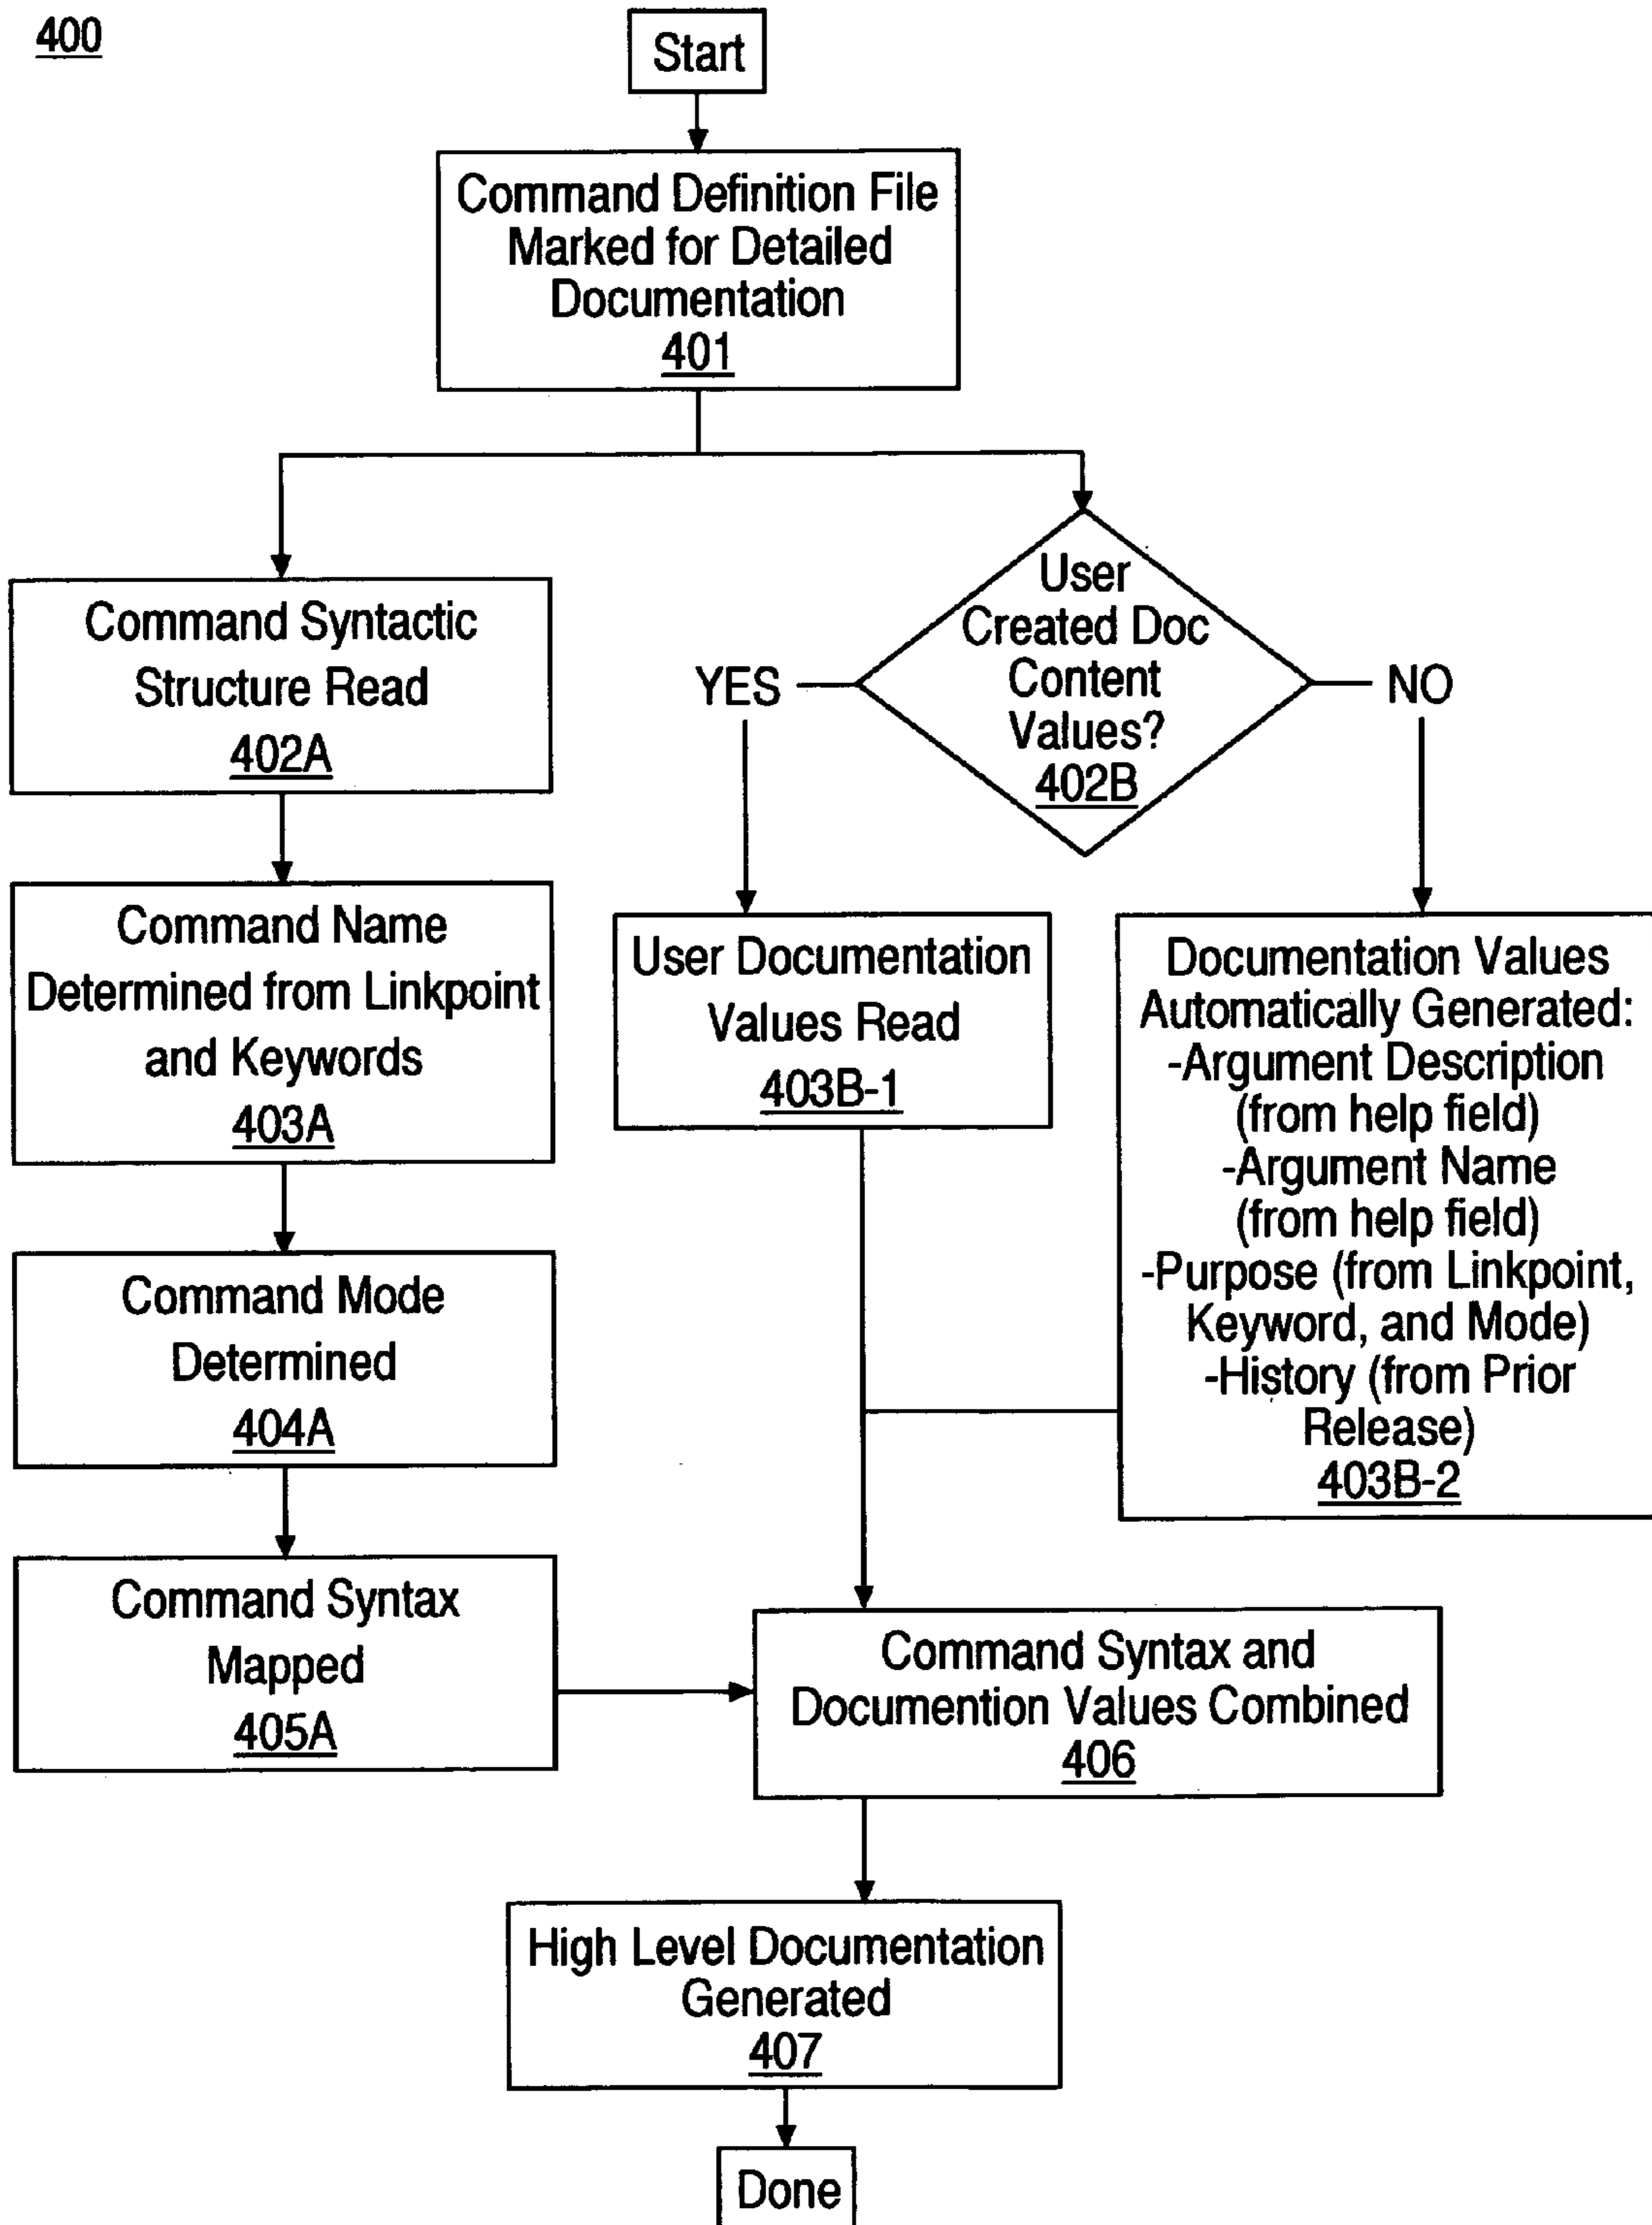 400
Start
Command Definition File
Marked for Detailed
Documentation
401
Command Syntactic
Structure Read
402A
User
Created Doc
Content
Values?
402B
YES
NO
Command Name
Determined from Linkpoint
and Keywords
403A
User Documentation
Values Read
403B-1
Documentation Values
Automatically Generated:
-Argument Description
(from help field)
-Argument Name
(from help field)
-Purpose (from Linkpoint,
Keyword, and Mode)
-History (from Prior
Release)
403B-2
Command Mode
Determined
404A
Command Syntax
Mapped
405A
Command Syntax and
Documention Values Combined
406
High Level Documentation
Generated
407
Done